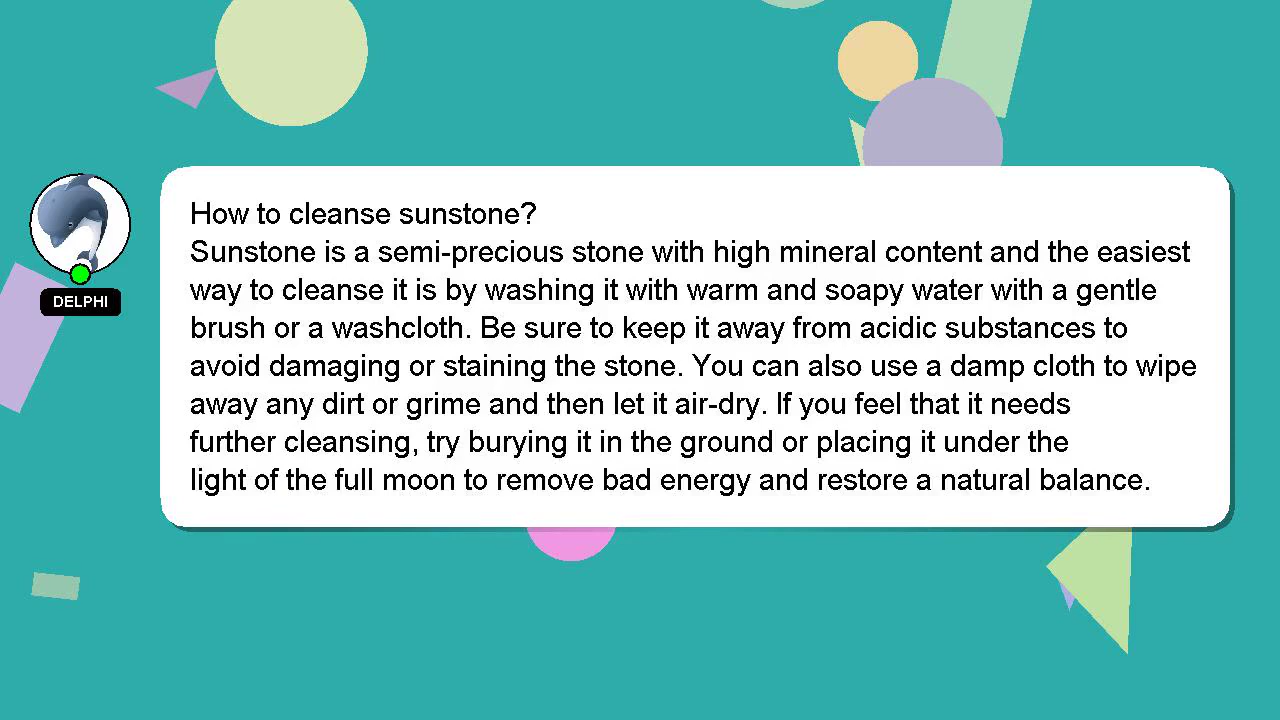 How to cleanse sunstone?
Sunstone is a semi-precious stone with high mineral content and the easiest
way to cleanse it is by washing it with warm and soapy water with a gentle
brush or a washcloth. Be sure to keep it away from acidic substances to
avoid damaging or staining the stone. You can also use a damp cloth to wipe
away any dirt or grime and then let it air-dry. If you feel that it needs
further cleansing, try burying it in the ground or placing it under the
light of the full moon to remove bad energy and restore a natural balance.
DELPHI